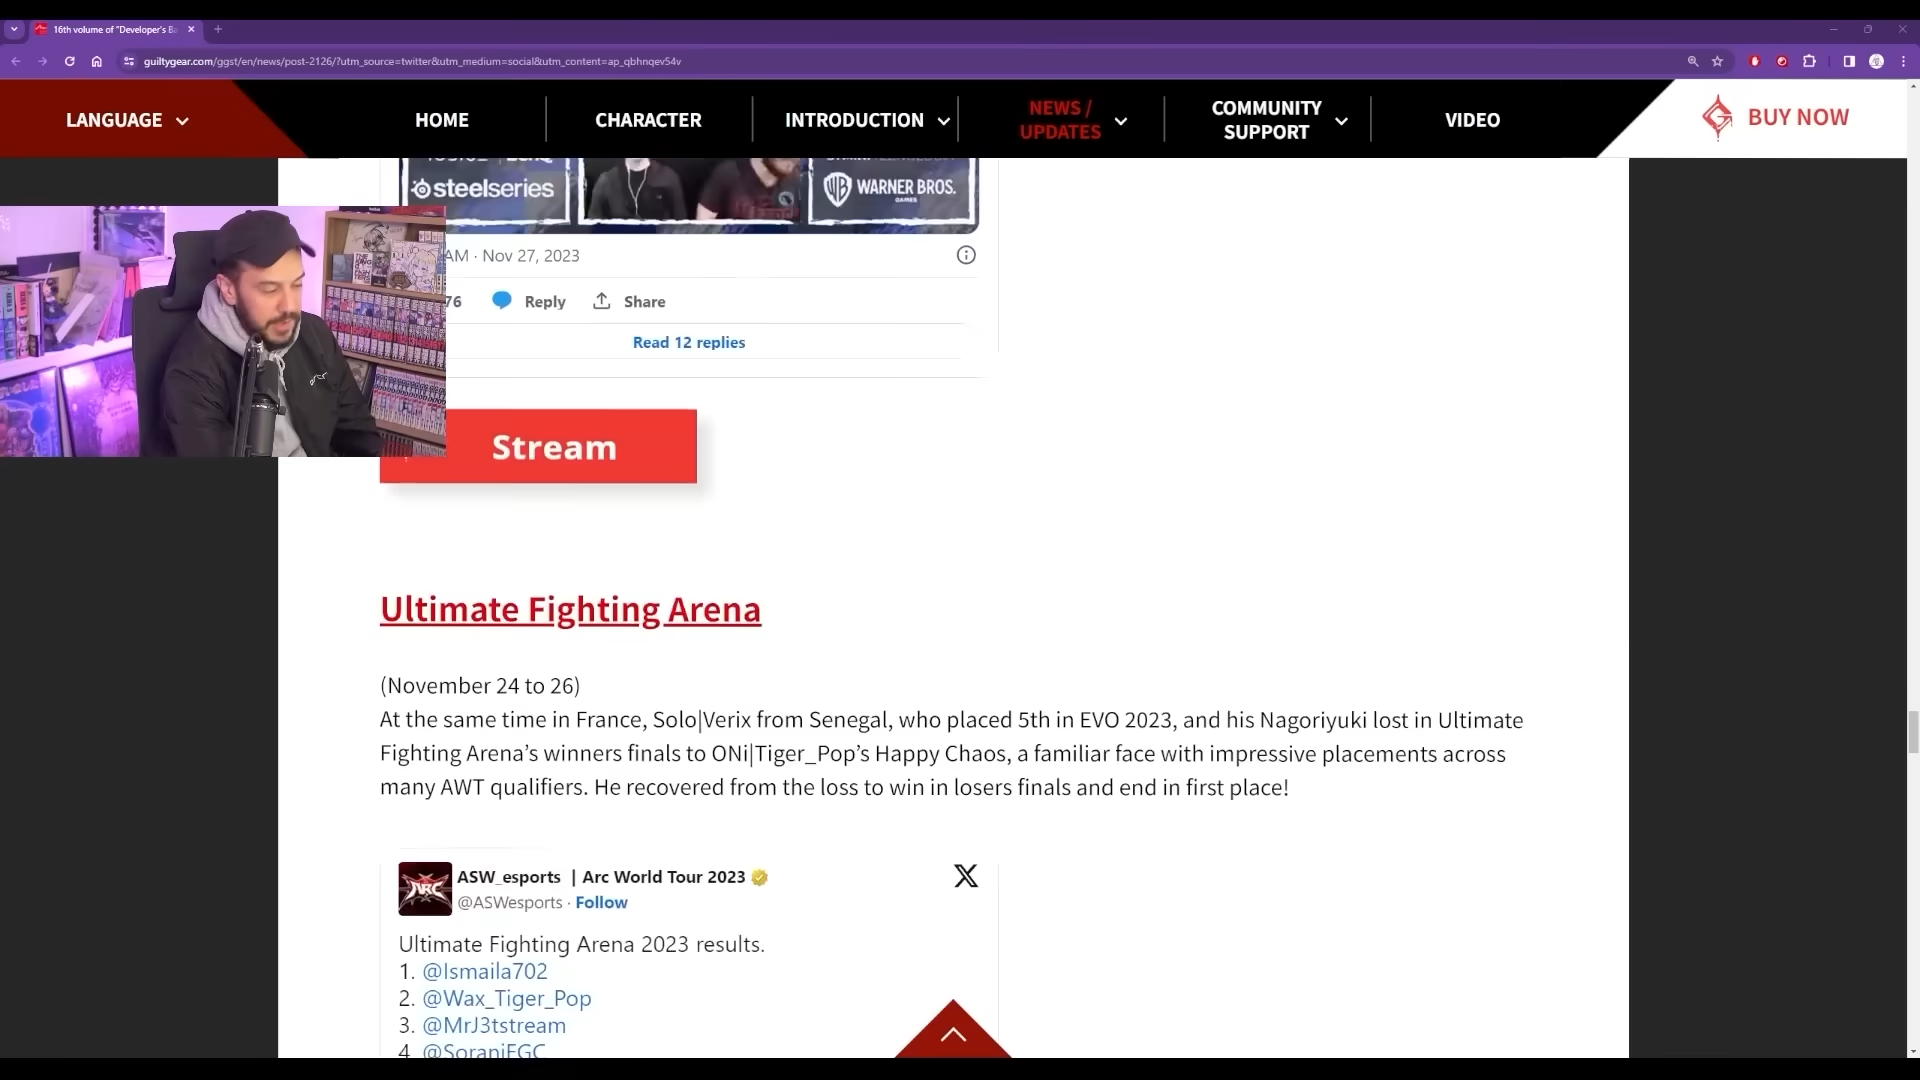 16th volume of "Developer's Ba
guiltygear.com/ggst/en/news/post-2126/?utm_source=twitter&utm_medium=social&utm_content=ap_qbhnqev54v
LANGUAGE
HOME
CHARACTER
INTRODUCTION
NEWS /
UPDATES
COMMUNITY
SUPPORT
VIDEO
BUY NOW
steelseries
WARNER BROS.
GAMES
AM · Nov 27, 2023
76
Reply
Share
Read 12 replies
Stream
Ultimate Fighting Arena
(November 24 to 26)
At the same time in France, Solo|Verix from Senegal, who placed 5th in EVO 2023, and his Nagoriyuki lost in Ultimate
Fighting Arena's winners finals to ONi|Tiger_Pop's Happy Chaos, a familiar face with impressive placements across
many AWT qualifiers. He recovered from the loss to win in losers finals and end in first place!
ARC
ASW_esports | Arc World Tour 2023
@ASWesports · Follow
Ultimate Fighting Arena 2023 results.
1. @Ismaila702
2. @Wax_Tiger_Pop
3. @MrJ3tstream
4. @SoraniFGC